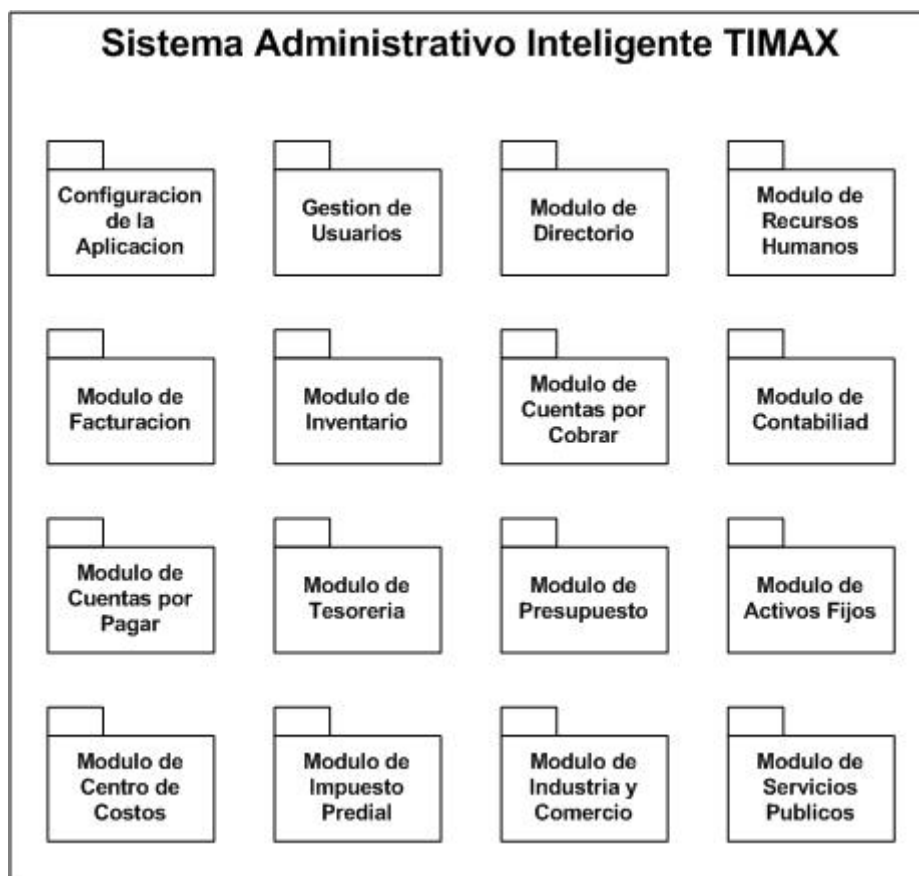 Sistema Administrativo Inteligente TIMAX
Configuracion
de la
Aplicacion
Gestion de
Usuarios
Modulo de
Directorio
Modulo de
Recursos
Humanos
Modulo de
Facturacion
Modulo de
Inventario
Modulo de
Cuentas por
Cobrar
Modulo de
Contabiliad
Modulo de
Cuentas por
Pagar
Modulo de
Tesoreria
Modulo de
Presupuesto
Modulo de
Activos Fijos
Modulo de
Centro de
Costos
Modulo de
Impuesto
Predial
Modulo de
Industria y
Comercio
Modulo de
Servicios
Publicos